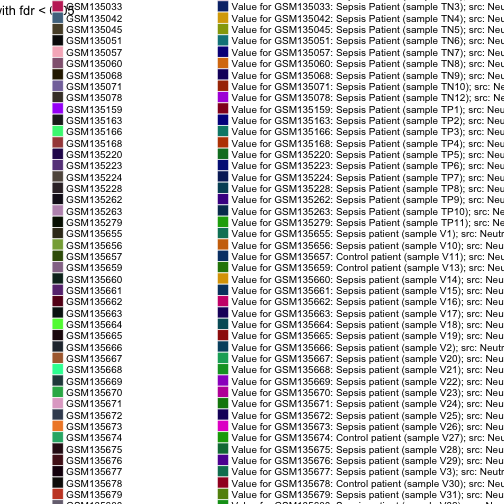 with fdr < 0.05
GSM135033 Value for GSM135033: Sepsis Patient (sample TN3); src: Neu
GSM135042 Value for GSM135042: Sepsis Patient (sample TN4); src: Neu
GSM135045 Value for GSM135045: Sepsis Patient (sample TN5); src: Neu
GSM135051 Value for GSM135051: Sepsis Patient (sample TN6); src: Neu
GSM135057 Value for GSM135057: Sepsis Patient (sample TN7); src: Neu
GSM135060 Value for GSM135060: Sepsis Patient (sample TN8); src: Neu
GSM135068 Value for GSM135068: Sepsis Patient (sample TN9); src: Neu
GSM135071 Value for GSM135071: Sepsis Patient (sample TN10); src: Ne
GSM135078 Value for GSM135078: Sepsis Patient (sample TN12); src: Ne
GSM135159 Value for GSM135159: Sepsis Patient (sample TP1); src: Neu
GSM135163 Value for GSM135163: Sepsis Patient (sample TP2); src: Neu
GSM135166 Value for GSM135166: Sepsis Patient (sample TP3); src: Neu
GSM135168 Value for GSM135168: Sepsis Patient (sample TP4); src: Neu
GSM135220 Value for GSM135220: Sepsis Patient (sample TP5); src: Neu
GSM135223 Value for GSM135223: Sepsis Patient (sample TP6); src: Neu
GSM135224 Value for GSM135224: Sepsis Patient (sample TP7); src: Neu
GSM135228 Value for GSM135228: Sepsis Patient (sample TP8); src: Neu
GSM135262 Value for GSM135262: Sepsis Patient (sample TP9); src: Neu
GSM135263 Value for GSM135263: Sepsis Patient (sample TP10); src: Ne
GSM135279 Value for GSM135279: Sepsis Patient (sample TP11); src: Neu
GSM135655 Value for GSM135655: Sepsis patient (sample V1); src: Neutr
GSM135656 Value for GSM135656: Sepsis patient (sample V10); src: Neu
GSM135657 Value for GSM135657: Control patient (sample V11); src: Neu
GSM135659 Value for GSM135659: Control patient (sample V13); src: Neu
GSM135660 Value for GSM135660: Sepsis patient (sample V14); src: Neu
GSM135661 Value for GSM135661: Sepsis patient (sample V15); src: Neu
GSM135662 Value for GSM135662: Sepsis patient (sample V16); src: Neu
GSM135663 Value for GSM135663: Sepsis patient (sample V17); src: Neu
GSM135664 Value for GSM135664: Sepsis patient (sample V18); src: Neu
GSM135665 Value for GSM135665: Sepsis patient (sample V19); src: Neu
GSM135666 Value for GSM135666: Sepsis patient (sample V2); src: Neutr
GSM135667 Value for GSM135667: Sepsis patient (sample V20); src: Neu
GSM135668 Value for GSM135668: Sepsis patient (sample V21); src: Neu
GSM135669 Value for GSM135669: Sepsis patient (sample V22); src: Neu
GSM135670 Value for GSM135670: Sepsis patient (sample V23); src: Neu
GSM135671 Value for GSM135671: Sepsis patient (sample V24); src: Neu
GSM135672 Value for GSM135672: Sepsis patient (sample V25); src: Neu
GSM135673 Value for GSM135673: Sepsis patient (sample V26); src: Neu
GSM135674 Value for GSM135674: Control patient (sample V27); src: Neu
GSM135675 Value for GSM135675: Sepsis patient (sample V28); src: Neu
GSM135676 Value for GSM135676: Sepsis patient (sample V29); src: Neu
GSM135677 Value for GSM135677: Sepsis patient (sample V3); src: Neutr
GSM135678 Value for GSM135678: Control patient (sample V30); src: Neu
GSM135679 Value for GSM135679: Sepsis patient (sample V31); src: Neu